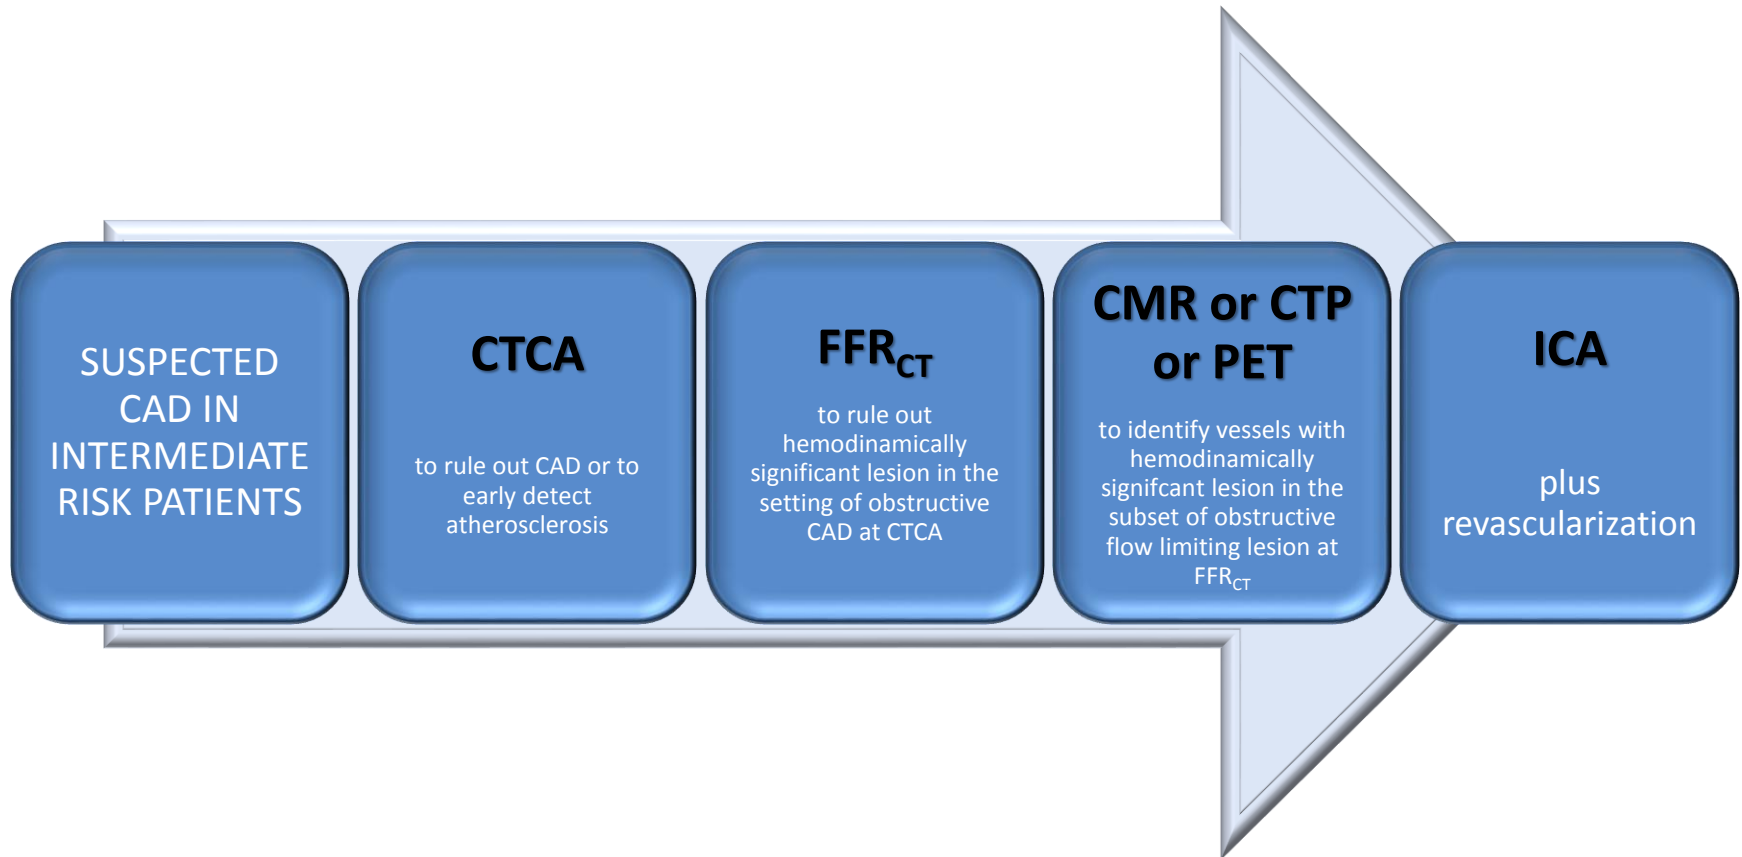 SUSPECTED
CAD IN
INTERMEDIATE
RISK PATIENTS
CTCA
to rule out CAD or to
early detect
atherosclerosis
FFRCT
to rule out
hemodinamically
significant lesion in the
setting of obstructive
CAD at CTCA
CMR or CTP
or PET
to identify vessels with
hemodinamically
signifcant lesion in the
subset of obstructive
flow limiting lesion at
FFRCT
ICA
plus
revascularization